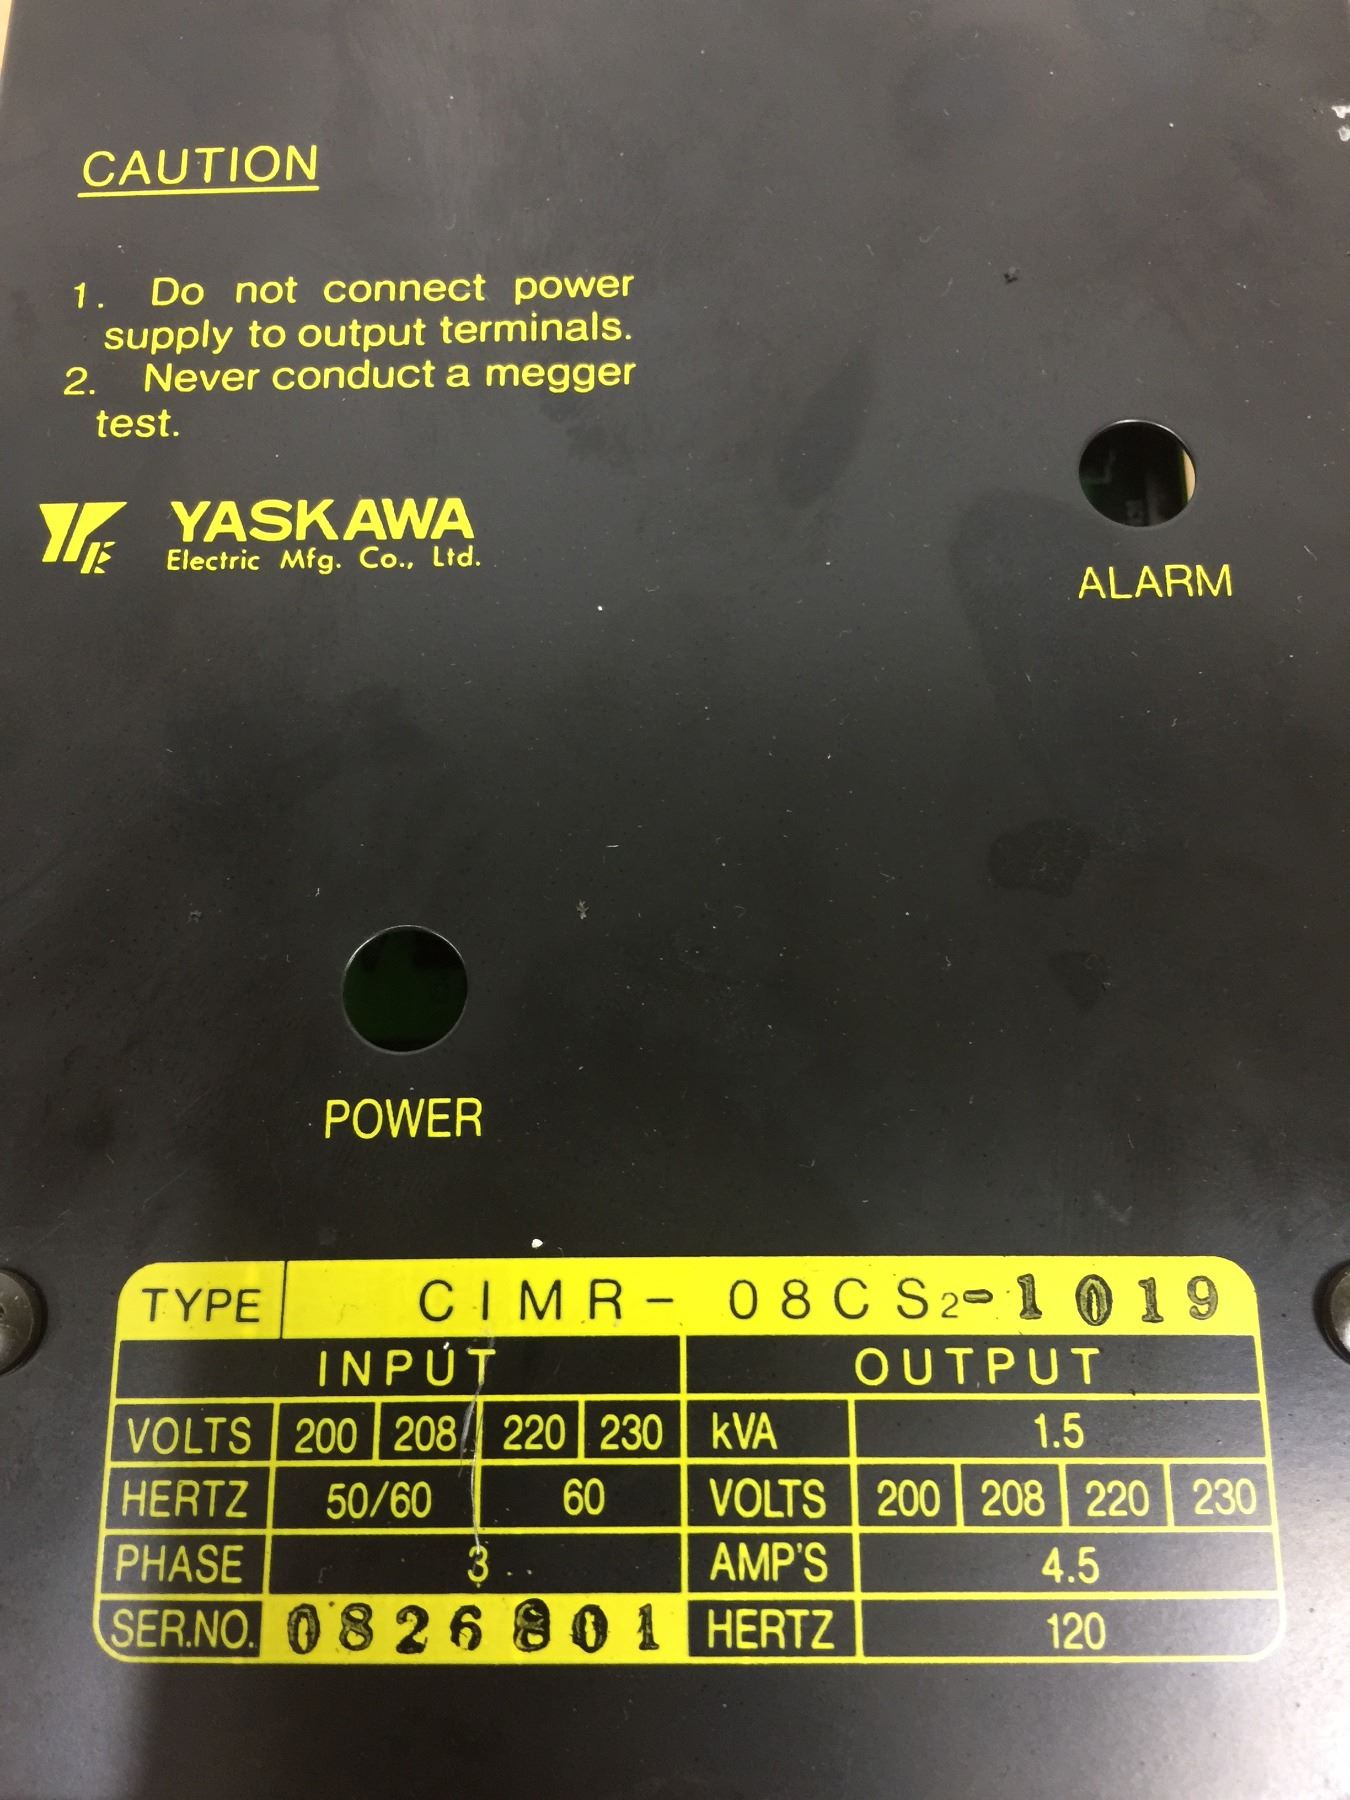 CAUTION
1. Do not connect power
supply to output terminals.
2. Never conduct a megger
test.
YASKAWA
Electric Mfg. Co., Ltd.
ALARM
POWER
TYPE CIMR- 08CS2-1019
INPUT OUTPUT
VOLTS 200 208 220 230 kVA 1.5
HERTZ 50/60 60 VOLTS 200 208 220 230
PHASE 3 AMP'S 4.5
SER.NO. 0826801 HERTZ 120